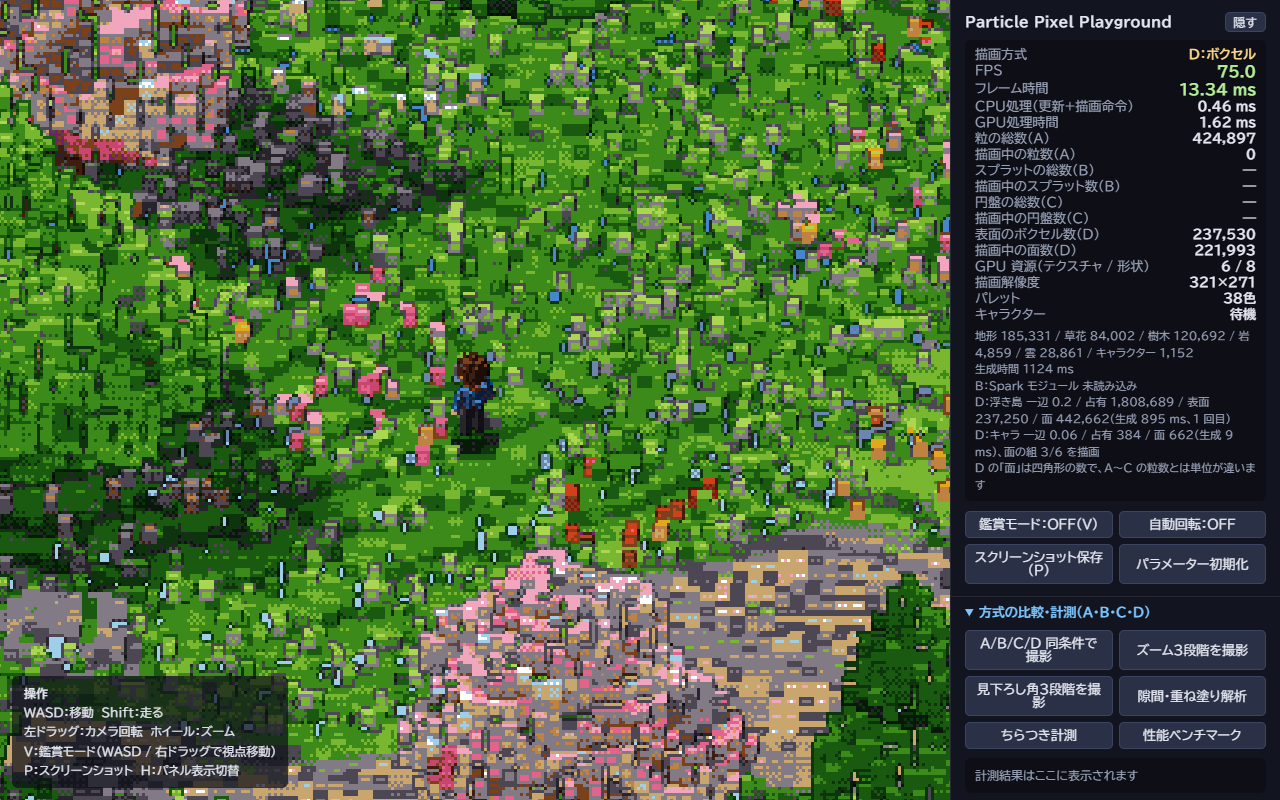 Particle Pixel Playground
隠す
描画方式 D:ボクセル
FPS 75.0
フレーム時間 13.34 ms
CPU処理(更新+描画命令) 0.46 ms
GPU処理時間 1.62 ms
粒の総数(A) 424,897
描画中の粒数(A) 0
スプラットの総数(B) —
描画中のスプラット数(B) —
円盤の総数(C) —
描画中の円盤数(C) —
表面のボクセル数(D) 237,530
描画中の面数(D) 221,993
GPU 資源(テクスチャ / 形状) 6 / 8
描画解像度 321×271
パレット 38色
キャラクター 待機
地形 185,331 / 草花 84,002 / 樹木 120,692 / 岩
4,859 / 雲 28,861 / キャラクター 1,152
生成時間 1124 ms
B:Spark モジュール 未読み込み
D:浮き島 一辺 0.2 / 占有 1,808,689 / 表面
237,250 / 面 442,662(生成 895 ms、1 回目)
D:キャラ 一辺 0.06 / 占有 384 / 面 662(生成 9
ms)、面の組 3/6 を描画
D の「面」は四角形の数で、A~C の粒数とは単位が違いま
す
鑑賞モード:OFF(V)
自動回転:OFF
スクリーンショット保存
(P)
パラメーター初期化
▼ 方式の比較・計測(A・B・C・D)
A/B/C/D 同条件で
撮影
ズーム3段階を撮影
見下ろし角3段階を撮
影
隙間・重ね塗り解析
ちらつき計測
性能ベンチマーク
計測結果はここに表示されます
操作
WASD:移動 Shift:走る
左ドラッグ:カメラ回転 ホイール:ズーム
V:鑑賞モード(WASD / 右ドラッグで視点移動)
P:スクリーンショット H:パネル表示切替